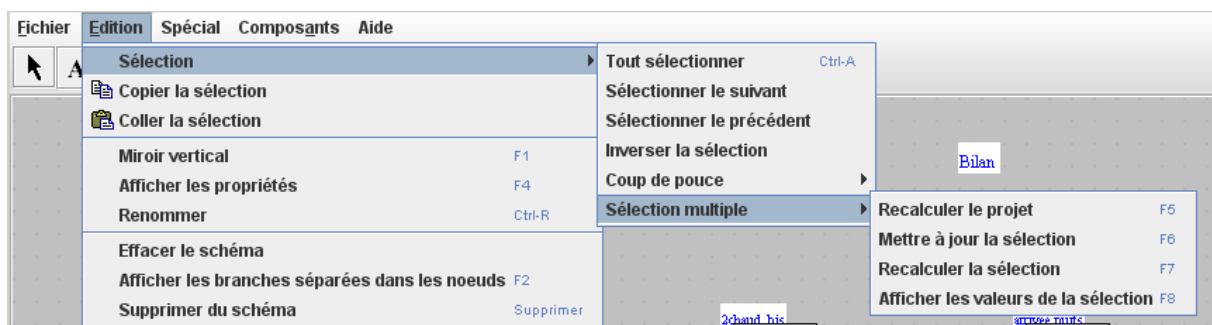 Fichier Edition Spécial Composants Aide
A
Sélection
Copier la sélection
Coller la sélection
Miroir vertical F1
Afficher les propriétés F4
Renommer Ctrl-R
Effacer le schéma
Afficher les branches séparées dans les noeuds F2
Supprimer du schéma Supprimer
Tout sélectionner Ctrl-A
Sélectionner le suivant
Sélectionner le précédent
Inverser la sélection
Coup de pouce
Sélection multiple
Recalculer le projet F5
Mettre à jour la sélection F6
Recalculer la sélection F7
Afficher les valeurs de la sélection F8
Bilan
2chaud_bis
arrivee puits